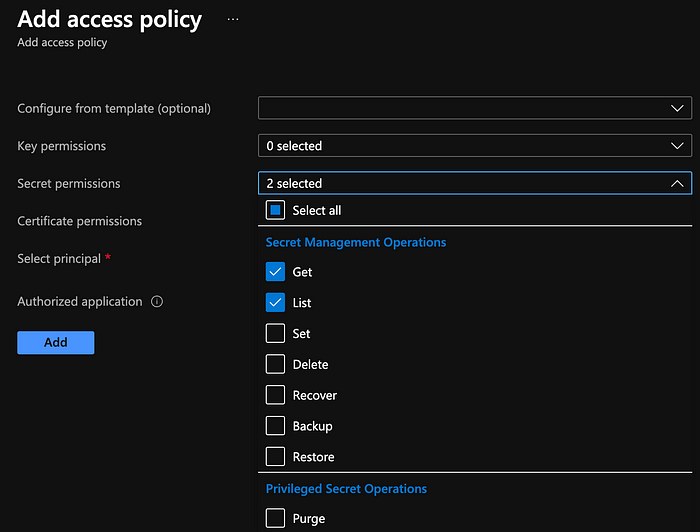 Add access policy ...
Add access policy
Configure from template (optional)
Key permissions
0 selected
Secret permissions
2 selected
Select all
Certificate permissions
Secret Management Operations
Select principal *
Get
Authorized application
List
Set
Add
Delete
Recover
Backup
Restore
Privileged Secret Operations
Purge